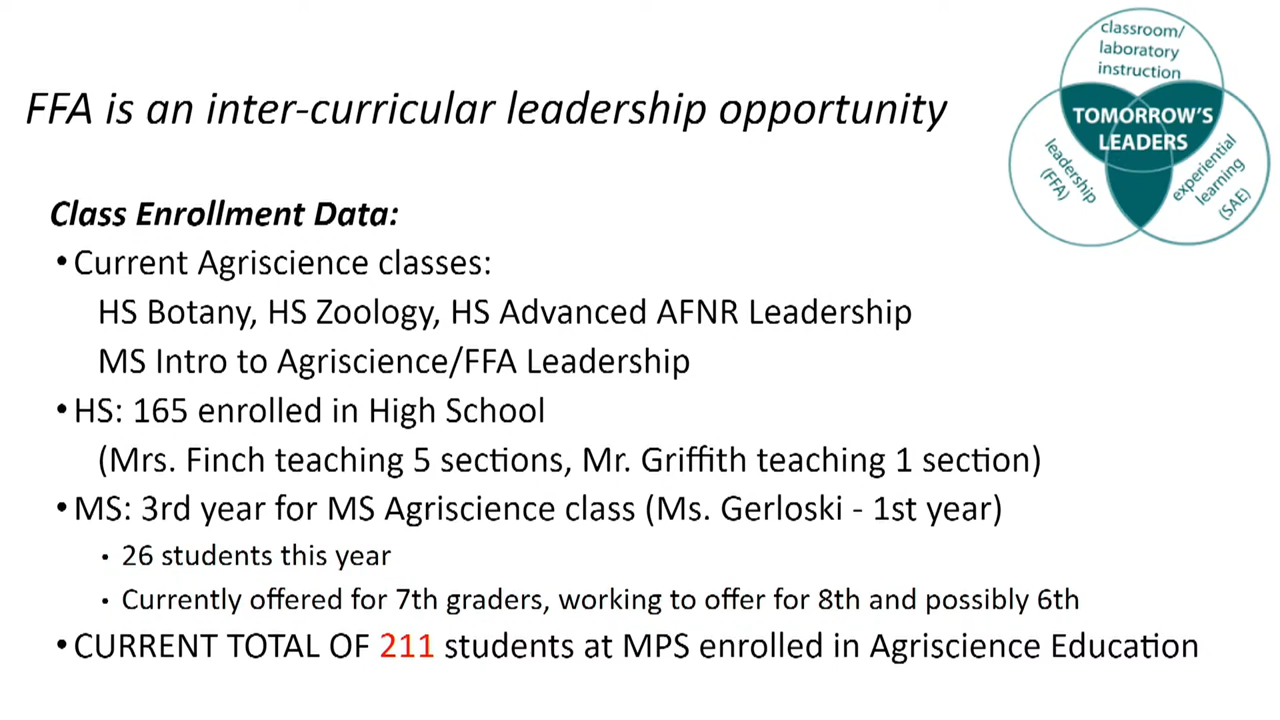 FFA is an inter-curricular leadership opportunity
classroom/
laboratory
instruction
TOMORROW'S
LEADERS
leadership
(FFA)
experiential
learning
(SAE)
Class Enrollment Data:
• Current Agriscience classes:
HS Botany, HS Zoology, HS Advanced AFNR Leadership
MS Intro to Agriscience/FFA Leadership
• HS: 165 enrolled in High School
(Mrs. Finch teaching 5 sections, Mr. Griffith teaching 1 section)
• MS: 3rd year for MS Agriscience class (Ms. Gerloski - 1st year)
• 26 students this year
• Currently offered for 7th graders, working to offer for 8th and possibly 6th
• CURRENT TOTAL OF 211 students at MPS enrolled in Agriscience Education